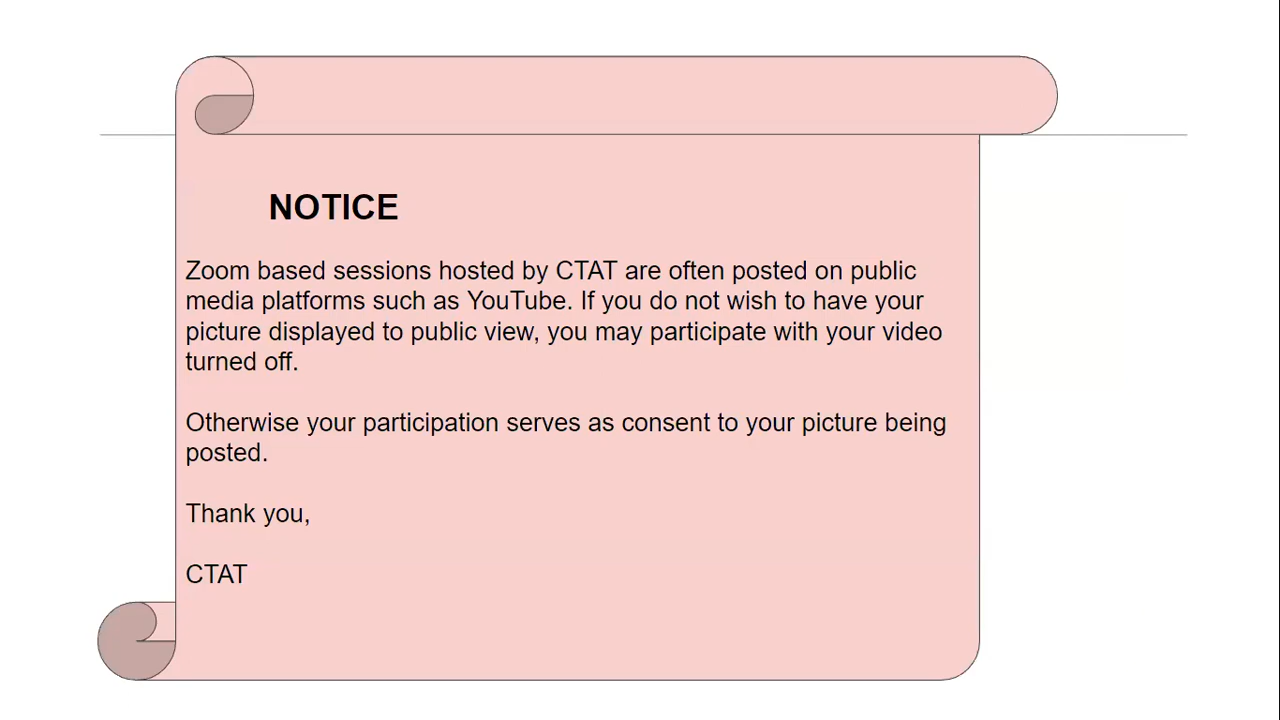 NOTICE
Zoom based sessions hosted by CTAT are often posted on public
media platforms such as YouTube. If you do not wish to have your
picture displayed to public view, you may participate with your video
turned off.
Otherwise your participation serves as consent to your picture being
posted.
Thank you,
CTAT